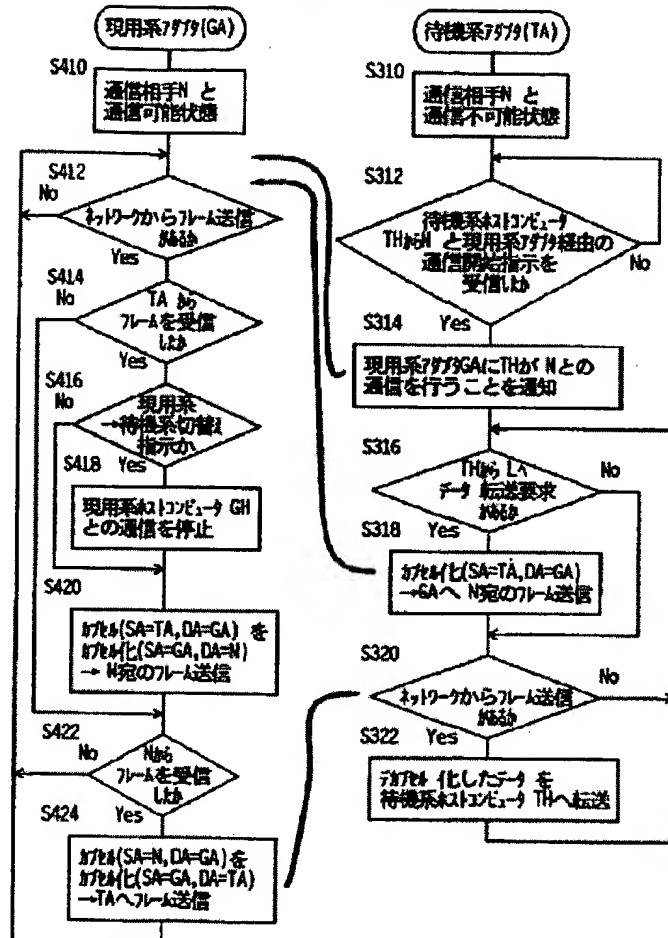 現用系アダプタ(GA)
S410
通信相手N と
通信可能状態
S412
No
ネットワークからフレーム送信
があるか
Yes
S414
No
TA から
フレームを受信
したか
Yes
S416
No
現用系
→待機系切替え
指示か
S418
Yes
現用系ホストコンピュータ GH
との通信を停止
S420
カプセル(SA=TA,DA=GA) を
カプセル化(SA=GA,DA=N)
→ N宛のフレーム送信
S422
No
Nから
フレームを受信
したか
Yes
S424
カプセル(SA=N,DA=GA)を
カプセル化(SA=GA,DA=TA)
→TAへフレーム送信
待機系アダプタ(TA)
S310
通信相手N と
通信不可能状態
S312
待機系ホストコンピュータ
THからN と現用系アダプタ経由の
通信開始指示を
受信したか
No
S314
Yes
現用系アダプタGAにTHが Nとの
通信を行うことを通知
S316
THから Lへ
データ 転送要求
があるか
No
S318
Yes
カプセル化(SA=TA,DA=GA)
→GAへ N宛のフレーム送信
S320
ネットワークからフレーム送信
があるか
No
S322
Yes
デカプセル 化したデータ を
待機系ホストコンピュータ THへ転送